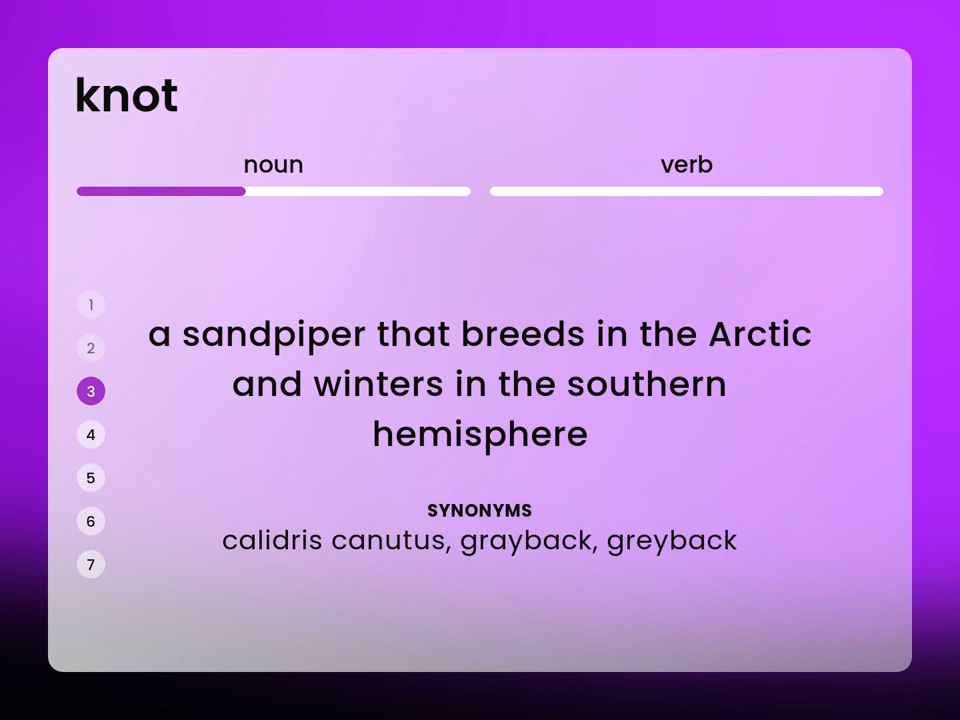 knot
noun
verb
1
2
3
4
5
6
7
a sandpiper that breeds in the Arctic
and winters in the southern
hemisphere
SYNONYMS
calidris canutus, grayback, greyback